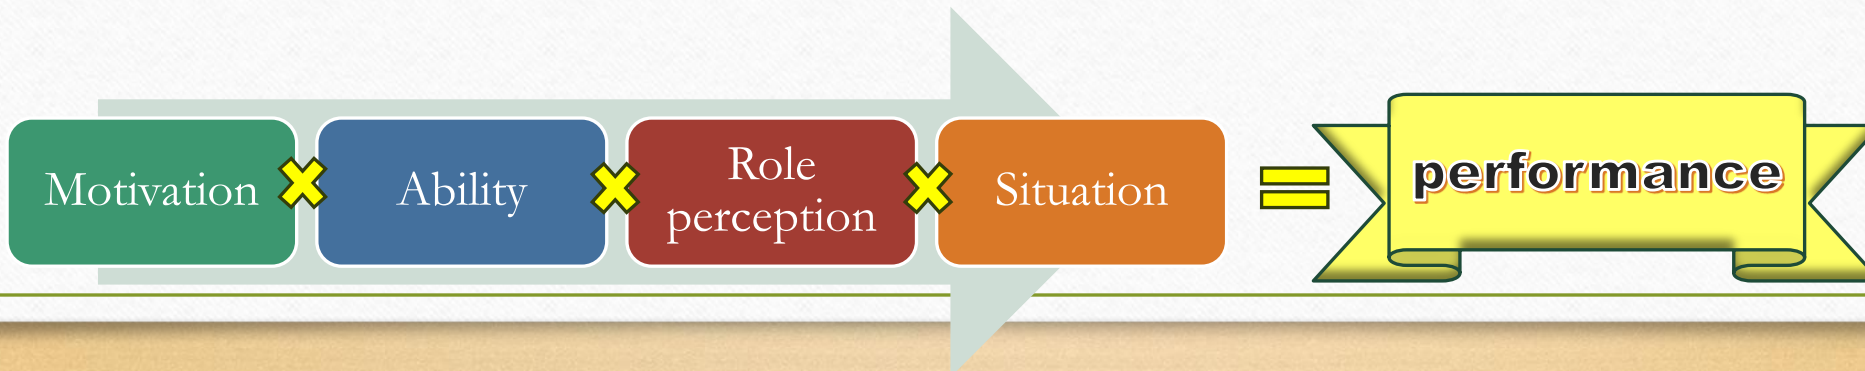 Motivation
Ability
Role
perception
Situation
performance